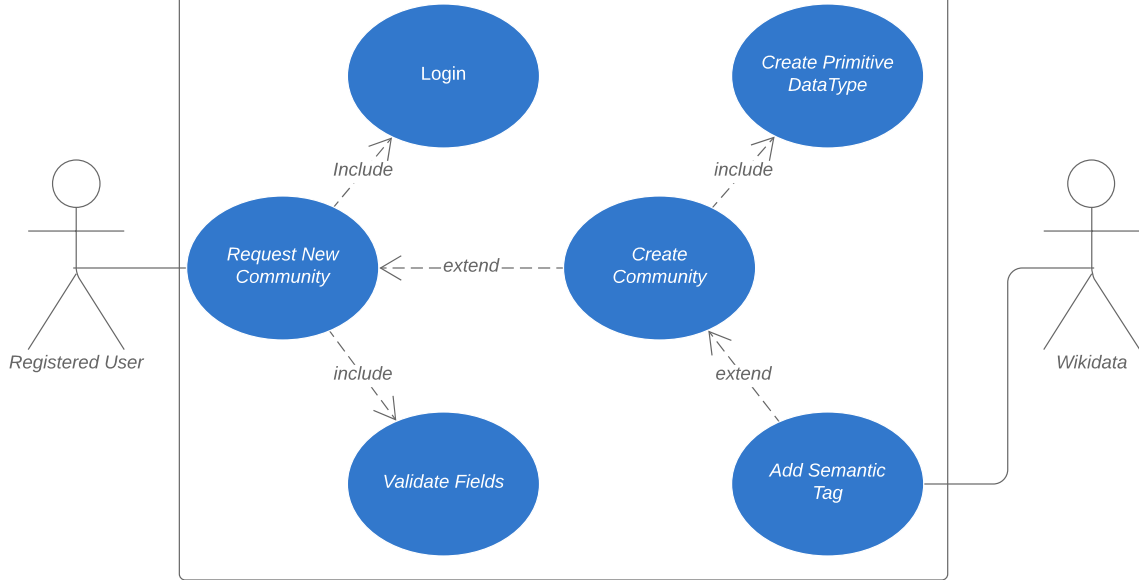 Login
Create Primitive
DataType
Include
include
Request New
Community
extend
Create
Community
Registered User
Wikidata
include
extend
Validate Fields
Add Semantic
Tag